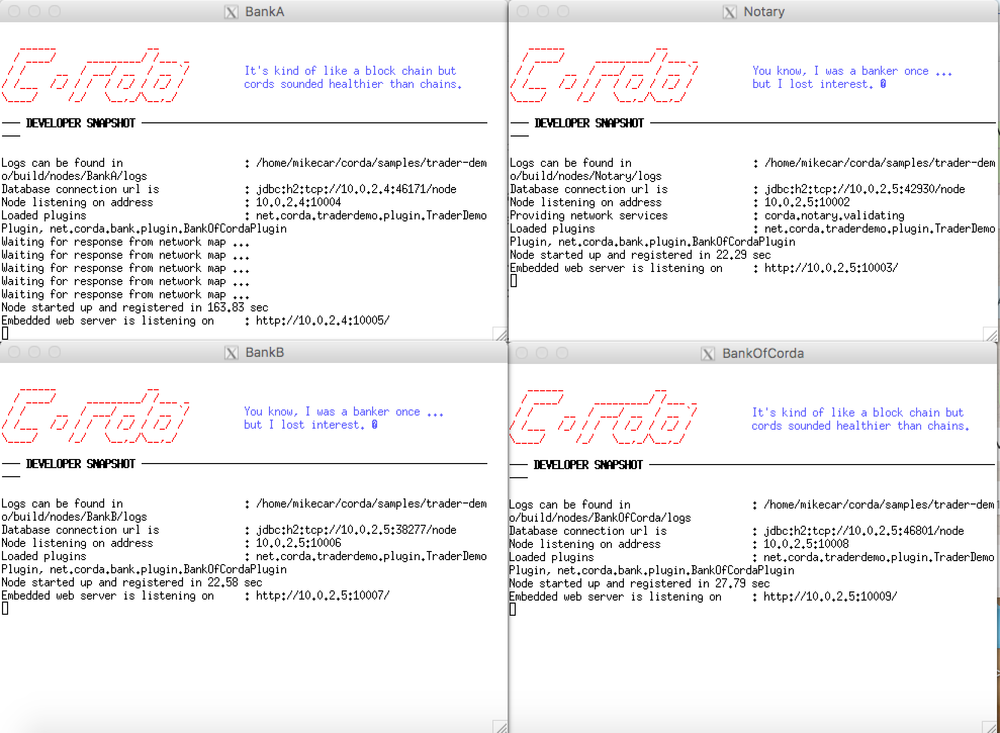 BankA
It's kind of like a block chain but
cords sounded healthier than chains.
DEVELOPER SNAPSHOT
Logs can be found in : /home/mikecar/corda/samples/trader-dem
o/build/nodes/BankA/logs
Database connection url is : jdbc:h2:tcp://10.0.2.4:46171/node
Node listening on address : 10.0.2.4:10004
Loaded plugins : net.corda.traderdemo.plugin.TraderDemo
Plugin, net.corda.bank.plugin.BankOfCordaPlugin
Waiting for response from network map ...
Waiting for response from network map ...
Waiting for response from network map ...
Waiting for response from network map ...
Waiting for response from network map ...
Node started up and registered in 163.83 sec
Embedded web server is listening on : http://10.0.2.4:10005/
Notary
You know, I was a banker once ...
but I lost interest.
DEVELOPER SNAPSHOT
Logs can be found in : /home/mikecar/corda/samples/trader-dem
o/build/nodes/Notary/logs
Database connection url is : jdbc:h2:tcp://10.0.2.5:42930/node
Node listening on address : 10.0.2.5:10002
Providing network services : corda.notary.validating
Loaded plugins : net.corda.traderdemo.plugin.TraderDemo
Plugin, net.corda.bank.plugin.BankOfCordaPlugin
Node started up and registered in 22.29 sec
Embedded web server is listening on : http://10.0.2.5:10003/
BankB
You know, I was a banker once ...
but I lost interest.
DEVELOPER SNAPSHOT
Logs can be found in : /home/mikecar/corda/samples/trader-dem
o/build/nodes/BankB/logs
Database connection url is : jdbc:h2:tcp://10.0.2.5:38277/node
Node listening on address : 10.0.2.5:10006
Loaded plugins : net.corda.traderdemo.plugin.TraderDemo
Plugin, net.corda.bank.plugin.BankOfCordaPlugin
Node started up and registered in 22.58 sec
Embedded web server is listening on : http://10.0.2.5:10007/
BankOfCorda
It's kind of like a block chain but
cords sounded healthier than chains.
DEVELOPER SNAPSHOT
Logs can be found in : /home/mikecar/corda/samples/trader-dem
o/build/nodes/BankOfCorda/logs
Database connection url is : jdbc:h2:tcp://10.0.2.5:46801/node
Node listening on address : 10.0.2.5:10008
Loaded plugins : net.corda.traderdemo.plugin.TraderDemo
Plugin, net.corda.bank.plugin.BankOfCordaPlugin
Node started up and registered in 27.79 sec
Embedded web server is listening on : http://10.0.2.5:10009/